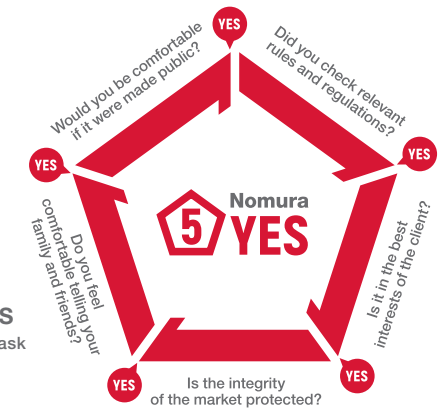 YES
Would you be comfortable
if it were made public?
Did you check relevant
rules and regulations?
YES
YES
5
Nomura
YES
Do you feel
comfortable telling your
family and friends?
Is it in the best
interests of the client?
S
ask
YES
Is the integrity
of the market protected?
YES